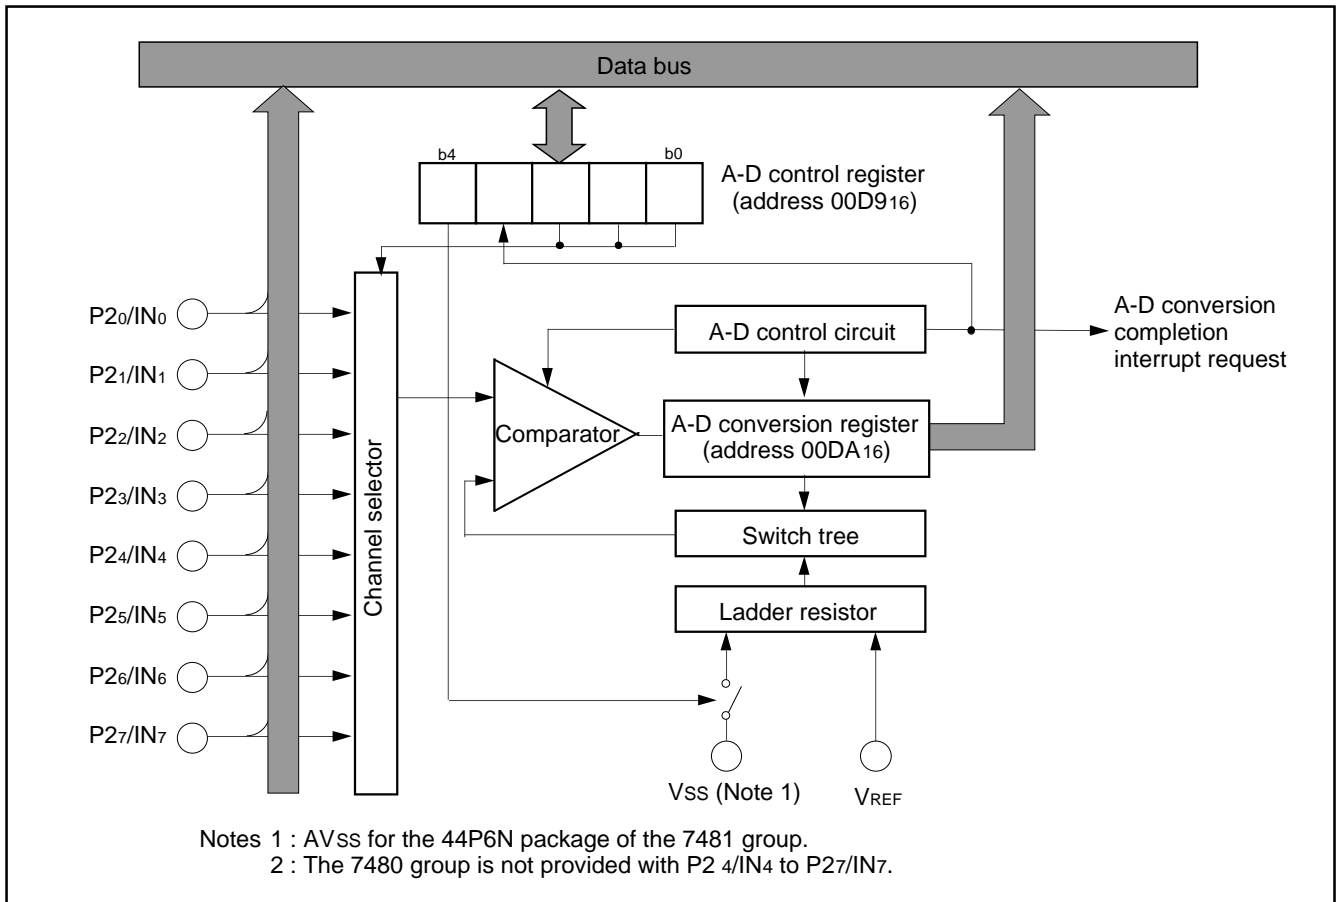 Data bus
b4
b0
A-D control register
(address 00D916)
P20/IN0
P21/IN1
P22/IN2
P23/IN3
P24/IN4
P25/IN5
P26/IN6
P27/IN7
Channel selector
A-D control circuit
A-D conversion
completion
interrupt request
Comparator
A-D conversion register
(address 00DA16)
Switch tree
Ladder resistor
VSS (Note 1)
VREF
Notes 1 : AVSS for the 44P6N package of the 7481 group.
2 : The 7480 group is not provided with P2 4/IN4 to P27/IN7.